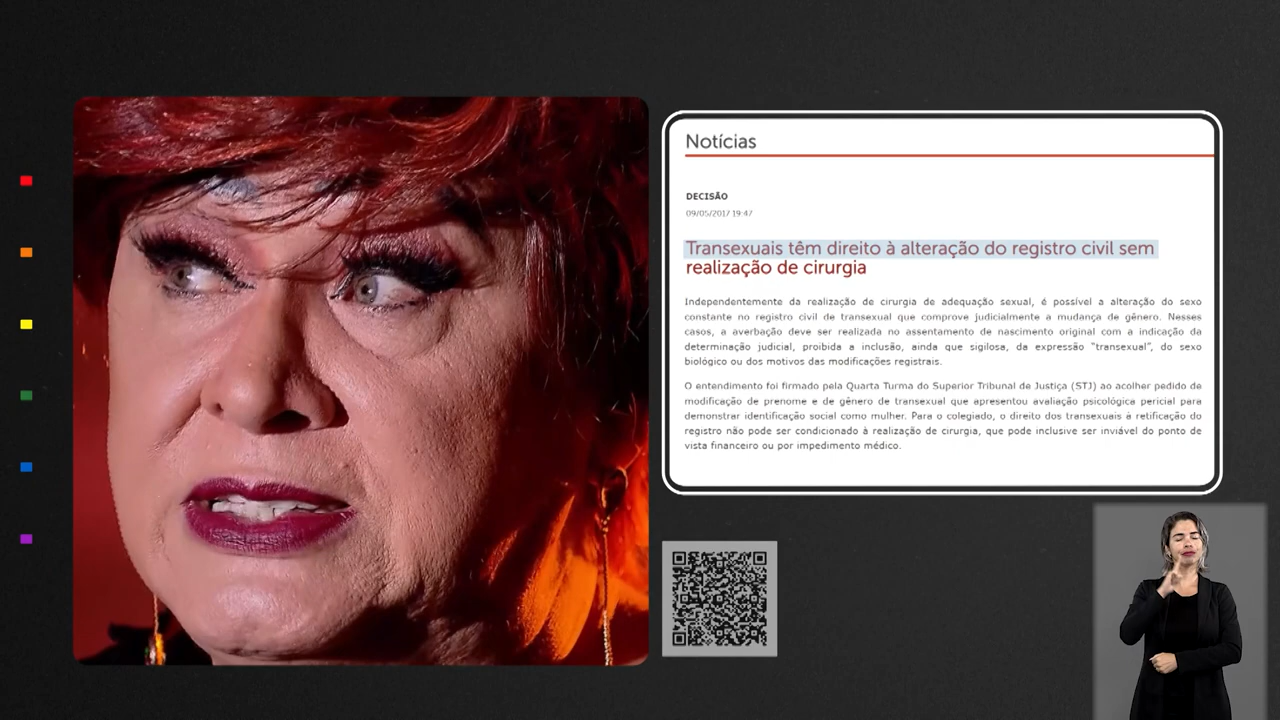 Notícias
DECISÃO
09/05/2017 19:47
Transexuais têm direito à alteração do registro civil sem
realização de cirurgia
Independentemente da realização de cirurgia de adequação sexual, é possível a alteração do sexo
constante no registro civil de transexual que comprove judicialmente a mudança de gênero. Nesses
casos, a averbação deve ser realizada no assentamento de nascimento original com a indicação da
determinação judicial, proibida a inclusão, ainda que sigilosa, da expressão “transexual”, do sexo
biológico ou dos motivos das modificações registrais.
O entendimento foi firmado pela Quarta Turma do Superior Tribunal de Justiça (STJ) ao acolher pedido de
modificação de prenome e de gênero de transexual que apresentou avaliação psicológica pericial para
demonstrar identificação social como mulher. Para o colegiado, o direito dos transexuais à retificação do
registro não pode ser condicionado à realização de cirurgia, que pode inclusive ser inviável do ponto de
vista financeiro ou por impedimento médico.